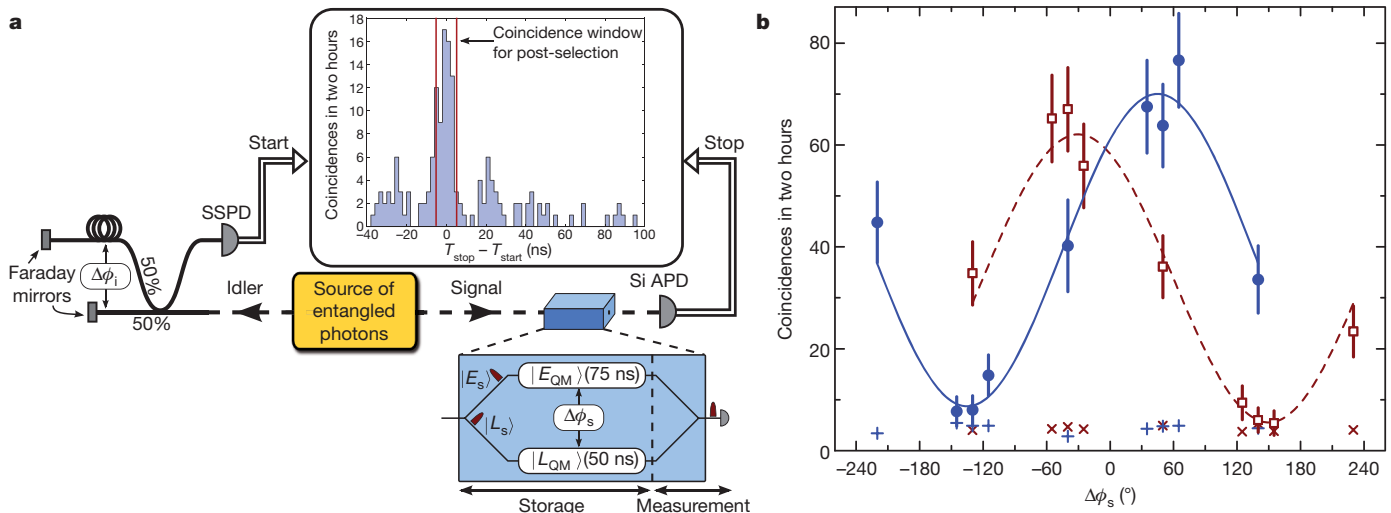 a
Coincidences in two hours
18
16
14
12
10
8
6
4
2
0
–40
–20
0
20
40
60
80
100
T_stop – T_start (ns)
Coincidence window
for post-selection
Start
Stop
SSPD
Si APD
Faraday
mirrors
Δϕ_i
50%
50%
Idler
Source of
entangled
photons
Signal
|E_s⟩
|L_s⟩
|E_QM⟩ (75 ns)
Δϕ_s
|L_QM⟩ (50 ns)
Storage
Measurement
b
Coincidences in two hours
80
60
40
20
0
–240
–180
–120
–60
0
60
120
180
240
Δϕ_s (°)